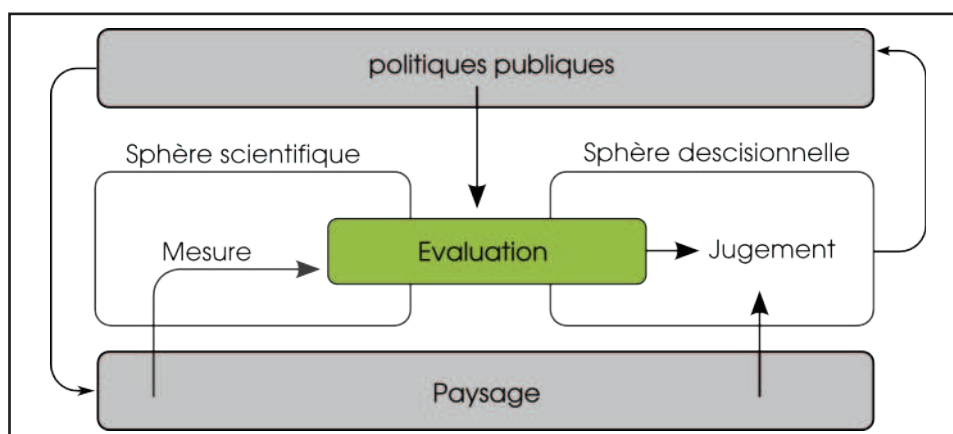 politiques publiques
Sphère scientifique
Sphère descisionnelle
Mesure
Evaluation
Jugement
Paysage